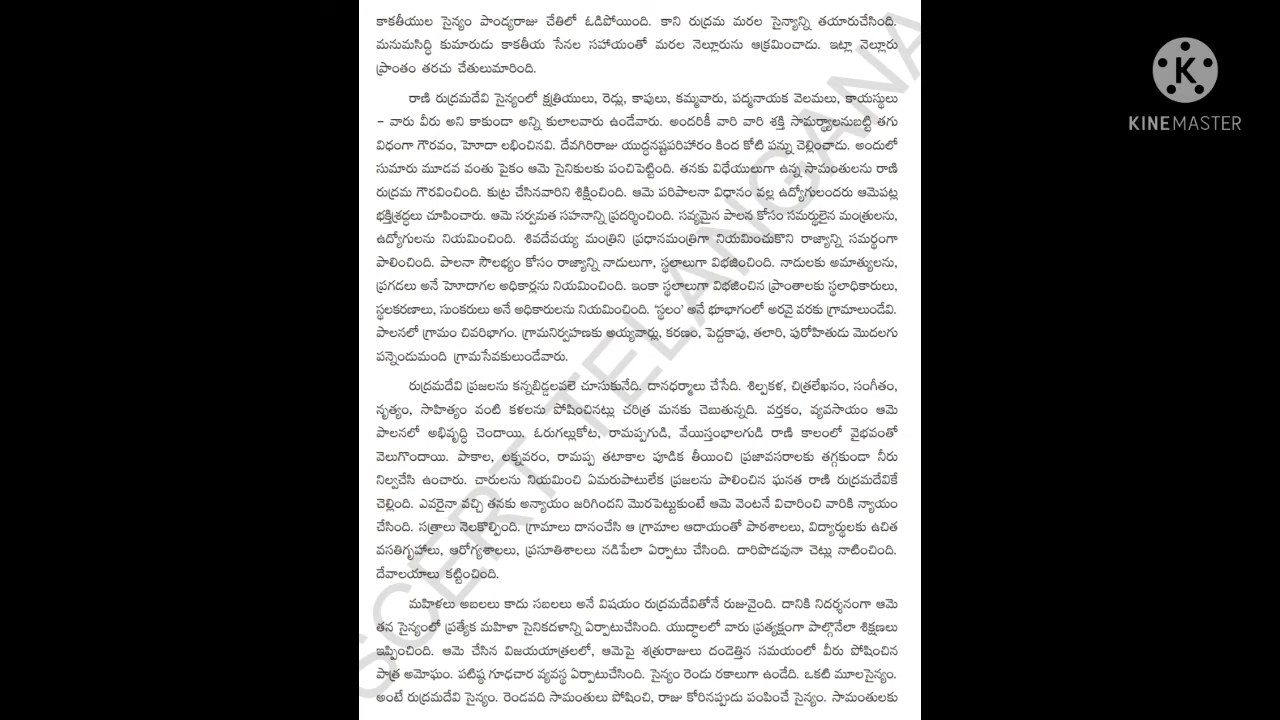 కాకతీయుల సైన్యం పాండ్యరాజు చేతిలో ఓడిపోయింది. కాని రుద్రమ మరల సైన్యాన్ని తయారుచేసింది.
మనుమసిద్ధి కుమారుడు కాకతీయ సేనల సహాయంతో మరల నెల్లూరును ఆక్రమించాడు. ఇట్లా నెల్లూరు
ప్రాంతం తరచు చేతులుమారింది.
రాణి రుద్రమదేవి సైన్యంలో క్షత్రియులు, రెడ్లు, కాపులు, కమ్మవారు, పద్మనాయక వెలమలు, కాయస్థులు
– వారు వీరు అని కాకుండా అన్ని కులాలవారు ఉండేవారు. అందరికీ వారి వారి శక్తి సామర్థ్యాలనుబట్టి తగు
విధంగా గౌరవం, హెూదా లభించినవి. దేవగిరిరాజు యుద్ధనష్టపరిహారం కింద కోటి పన్ను చెల్లించాడు. అందులో
సుమారు మూడవ వంతు పైకం ఆమె సైనికులకు పంచిపెట్టింది. తనకు విధేయులుగా ఉన్న సామంతులను రాణి
రుద్రమ గౌరవించింది. కుట్ర చేసినవారిని శిక్షించింది. ఆమె పరిపాలనా విధానం వల్ల ఉద్యోగులందరు ఆమెపట్ల
భక్తిశ్రద్ధలు చూపించారు. ఆమె సర్వమత సహనాన్ని ప్రదర్శించింది. సవ్యమైన పాలన కోసం సమర్థులైన మంత్రులను,
ఉద్యోగులను నియమించింది. శివదేవయ్య మంత్రిని ప్రధానమంత్రిగా నియమించుకొని రాజ్యాన్ని సమర్థంగా
పాలించింది. పాలనా సౌలభ్యం కోసం రాజ్యాన్ని నాడులుగా, స్థలాలుగా విభజించింది. నాడులకు అమాత్యులను,
ప్రగడలు అనే హెూదాగల అధికార్లను నియమించింది. ఇంకా స్థలాలుగా విభజించిన ప్రాంతాలకు స్థలాధికారులు,
స్థలకరణాలు, సుంకరులు అనే అధికారులను నియమించింది. 'స్థలం' అనే భూభాగంలో అరవై వరకు గ్రామాలుండేవి.
పాలనలో గ్రామం చివరిభాగం. గ్రామనిర్వహణకు అయ్యవార్లు, కరణం, పెద్దకాపు, తలారి, పురోహితుడు మొదలగు
పన్నెండుమంది గ్రామసేవకులుండేవారు.
రుద్రమదేవి ప్రజలను కన్నబిడ్డలవలె చూసుకునేది. దానధర్మాలు చేసేది. శిల్పకళ, చిత్రలేఖనం, సంగీతం,
నృత్యం, సాహిత్యం వంటి కళలను పోషించినట్లు చరిత్ర మనకు చెబుతున్నది. వర్తకం, వ్యవసాయం ఆమె
పాలనలో అభివృద్ధి చెందాయి. ఓరుగల్లుకోట, రామప్పగుడి, వేయిస్తంభాలగుడి రాణి కాలంలో వైభవంతో
వెలుగొందాయి. పాకాల, లక్నవరం, రామప్ప తటాకాల పూడిక తీయించి ప్రజావసరాలకు తగ్గకుండా నీరు
నిల్వచేసి ఉంచారు. చారులను నియమించి ఏమరుపాటులేక ప్రజలను పాలించిన ఘనత రాణి రుద్రమదేవికే
చెల్లింది. ఎవరైనా వచ్చి తనకు అన్యాయం జరిగిందని మొరపెట్టుకుంటే ఆమె వెంటనే విచారించి వారికి న్యాయం
చేసింది. సత్రాలు నెలకొల్పింది. గ్రామాలు దానంచేసి ఆ గ్రామాల ఆదాయంతో పాఠశాలలు, విద్యార్థులకు ఉచిత
వసతిగృహాలు, ఆరోగ్యశాలలు, ప్రసూతిశాలలు నడిపేలా ఏర్పాటు చేసింది. దారిపొడవునా చెట్లు నాటించింది.
దేవాలయాలు కట్టించింది.
మహిళలు అబలలు కాదు సబలలు అనే విషయం రుద్రమదేవితోనే రుజువైంది. దానికి నిదర్శనంగా ఆమె
తన సైన్యంలో ప్రత్యేక మహిళా సైనికదళాన్ని ఏర్పాటుచేసింది. యుద్ధాలలో వారు ప్రత్యక్షంగా పాల్గొనేలా శిక్షణలు
ఇప్పించింది. ఆమె చేసిన విజయయాత్రలలో, ఆమెపై శత్రురాజులు దండెత్తిన సమయంలో వీరు పోషించిన
పాత్ర అమోఘం. పటిష్ఠ గూఢచార వ్యవస్థ ఏర్పాటుచేసింది. సైన్యం రెండు రకాలుగా ఉండేది. ఒకటి మూలసైన్యం.
అంటే రుద్రమదేవి సైన్యం. రెండవది సామంతులు పోషించి, రాజు కోరినప్పుడు పంపించే సైన్యం. సామంతులకు
SCERT TELANGANA
K
KINEMASTER